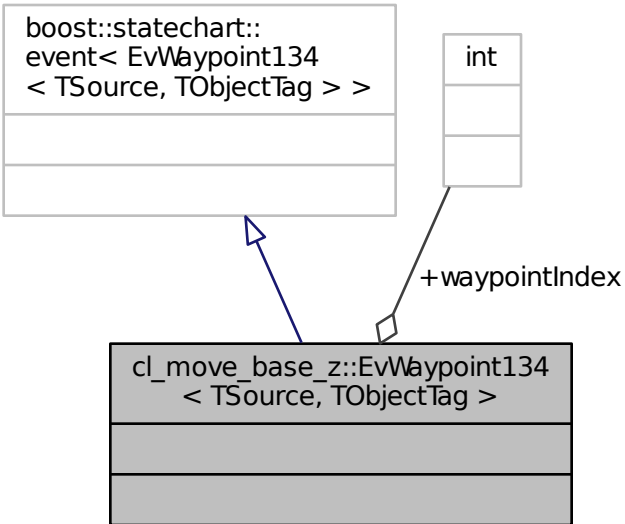 boost::statechart::
event< EvWaypoint134
< TSource, TObjectTag > >
int
+waypointIndex
cl_move_base_z::EvWaypoint134
< TSource, TObjectTag >